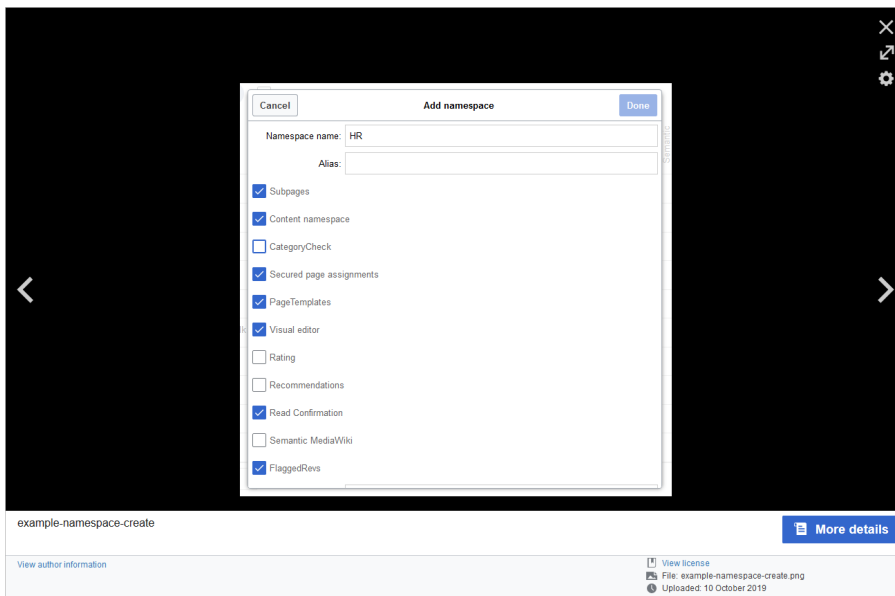 Cancel
Add namespace
Done
Namespace name: HR
Semantic
Alias:
Subpages
Content namespace
CategoryCheck
Secured page assignments
PageTemplates
Visual editor
Rating
Recommendations
Read Confirmation
Semantic MediaWiki
FlaggedRevs
example-namespace-create
More details
View author information
View license
File: example-namespace-create.png
Uploaded: 10 October 2019